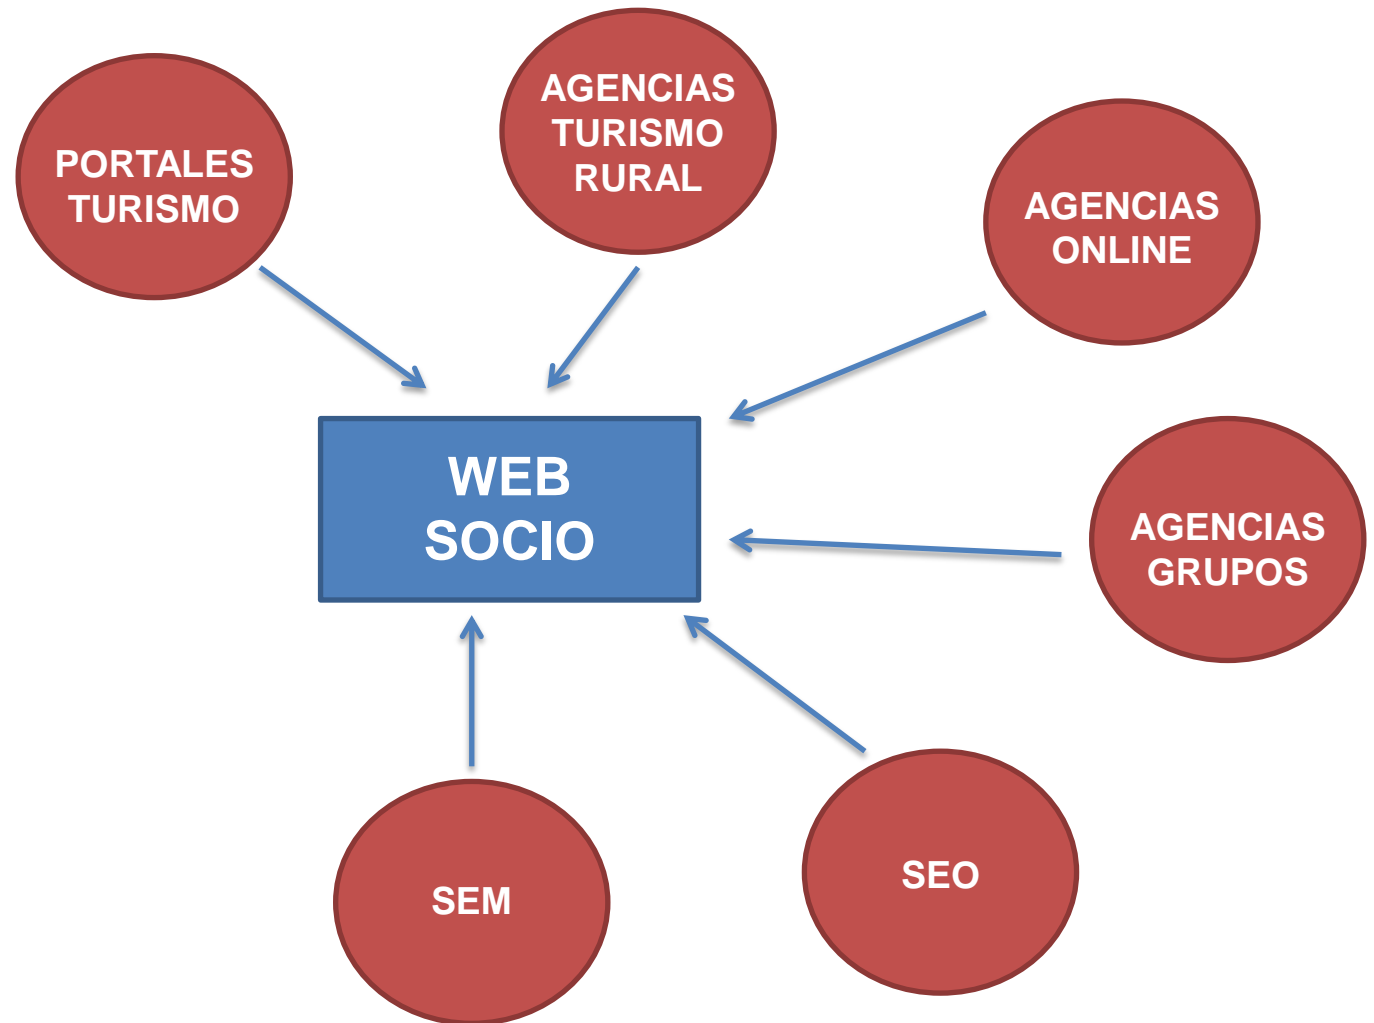 PORTALES
TURISMO
AGENCIAS
TURISMO
RURAL
AGENCIAS
ONLINE
WEB
SOCIO
AGENCIAS
GRUPOS
SEM
SEO